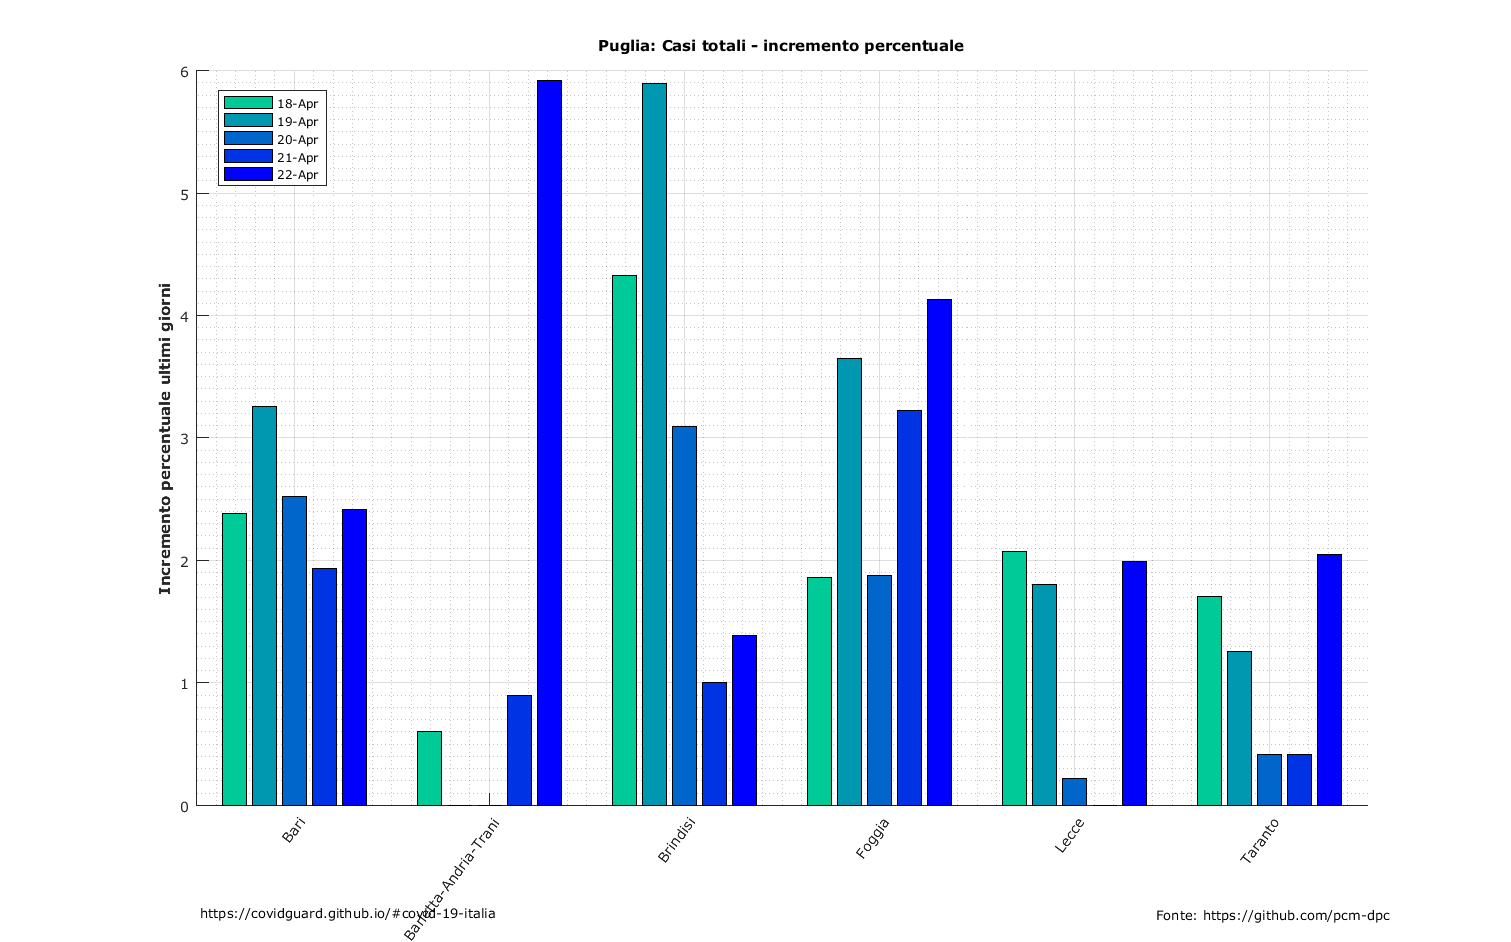 Puglia: Casi totali - incremento percentuale
18-Apr
19-Apr
20-Apr
21-Apr
22-Apr
Incremento percentuale ultimi giorni
6
5
4
3
2
1
0
Bari
Barletta-Andria-Trani
Brindisi
Foggia
Lecce
Taranto
https://covidguard.github.io/#covid-19-italia
Fonte: https://github.com/pcm-dpc